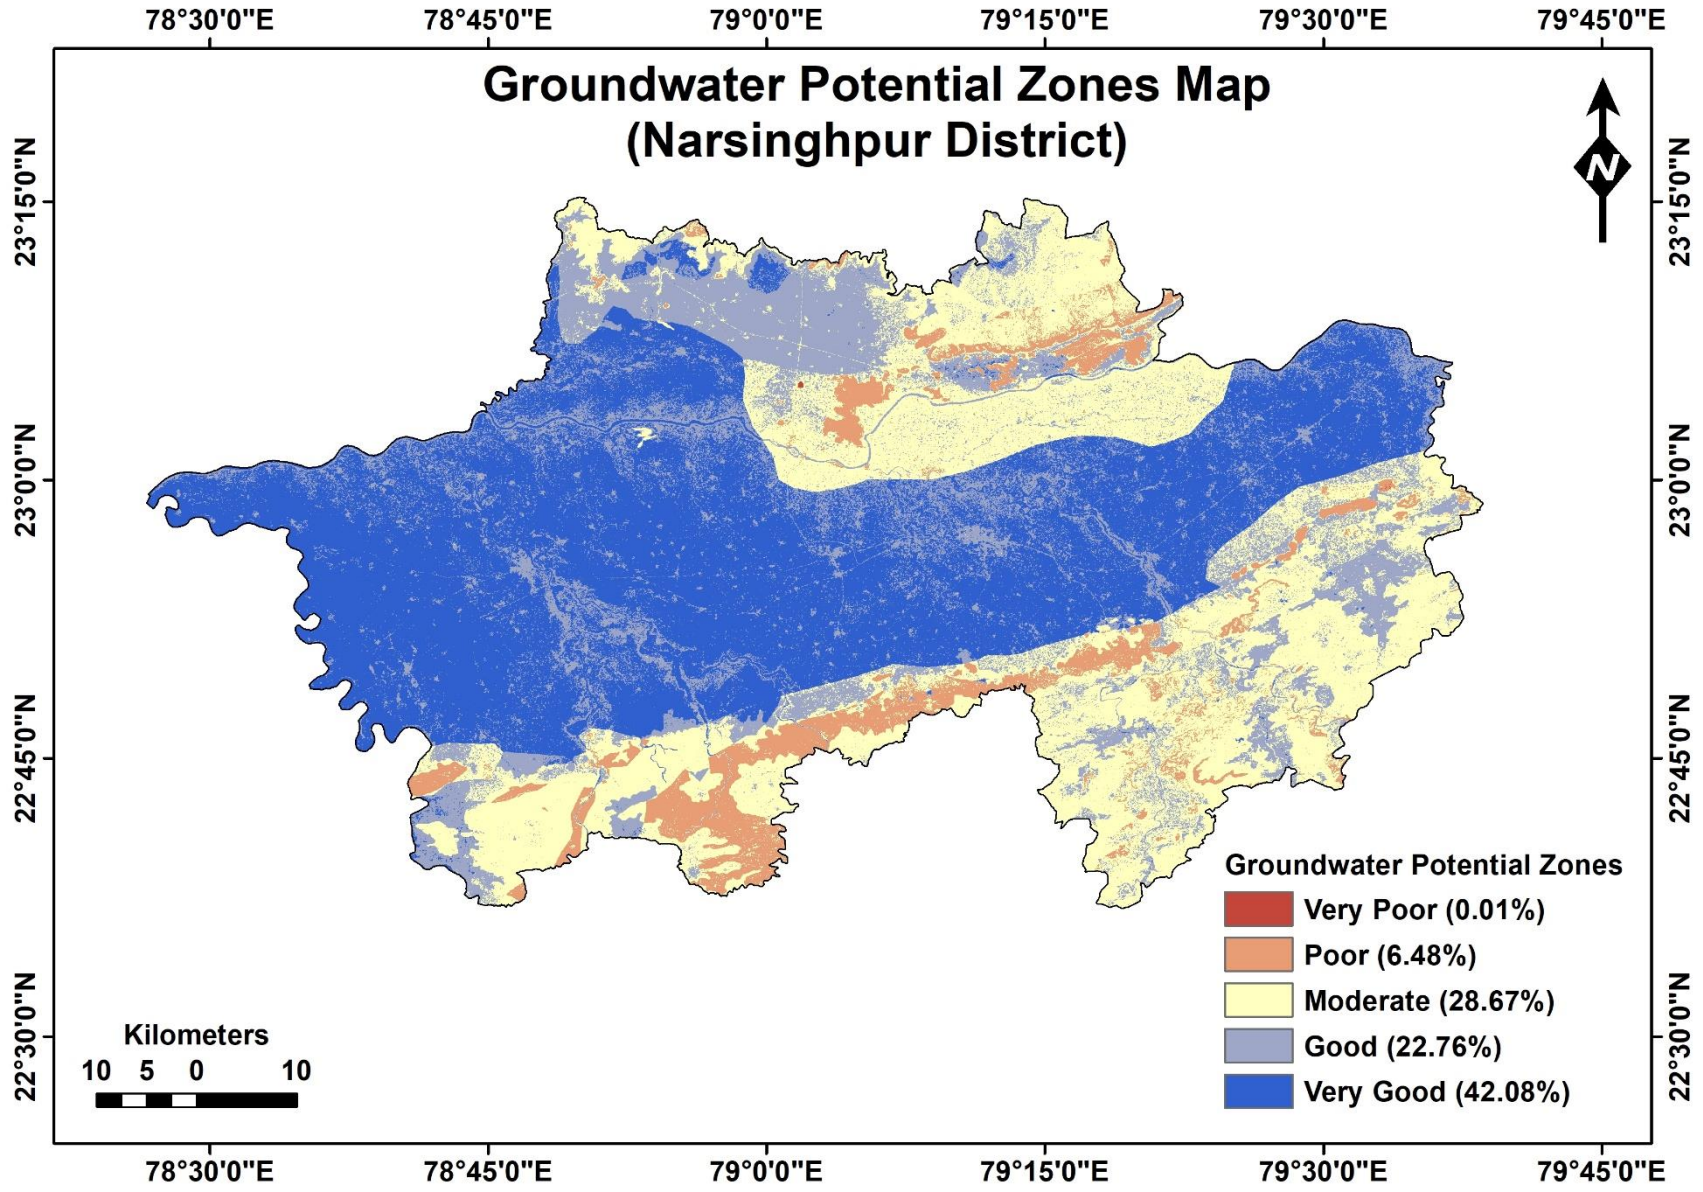 78°30'0"E 78°45'0"E 79°0'0"E 79°15'0"E 79°30'0"E 79°45'0"E
Groundwater Potential Zones Map
(Narsinghpur District)
N
23°15'0"N 23°15'0"N
23°0'0"N 23°0'0"N
22°45'0"N 22°45'0"N
22°30'0"N 22°30'0"N
Groundwater Potential Zones
Very Poor (0.01%)
Poor (6.48%)
Moderate (28.67%)
Good (22.76%)
Very Good (42.08%)
Kilometers
10 5 0 10
78°30'0"E 78°45'0"E 79°0'0"E 79°15'0"E 79°30'0"E 79°45'0"E